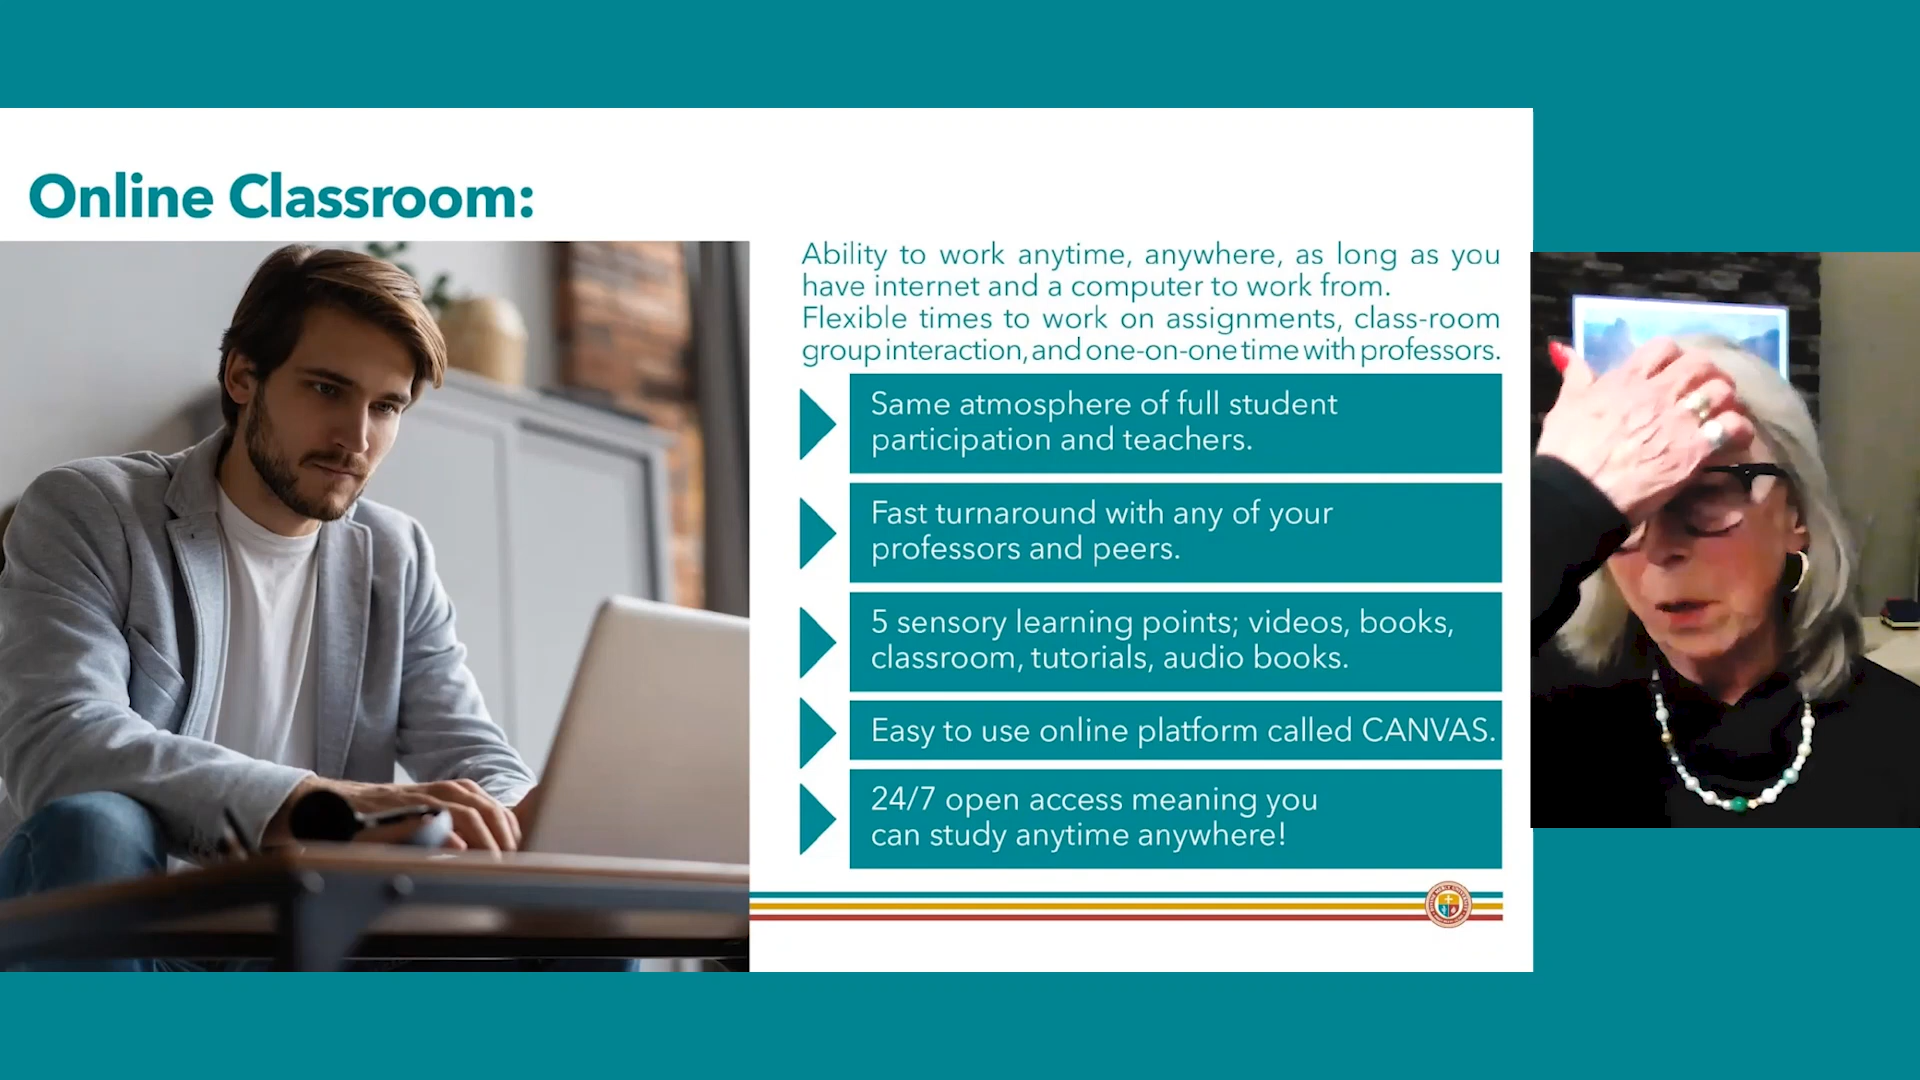 Online Classroom:
Ability to work anytime, anywhere, as long as you
have internet and a computer to work from.
Flexible times to work on assignments, class-room
group interaction, and one-on-one time with professors.
Same atmosphere of full student
participation and teachers.
Fast turnaround with any of your
professors and peers.
5 sensory learning points; videos, books,
classroom, tutorials, audio books.
Easy to use online platform called CANVAS.
24/7 open access meaning you
can study anytime anywhere!